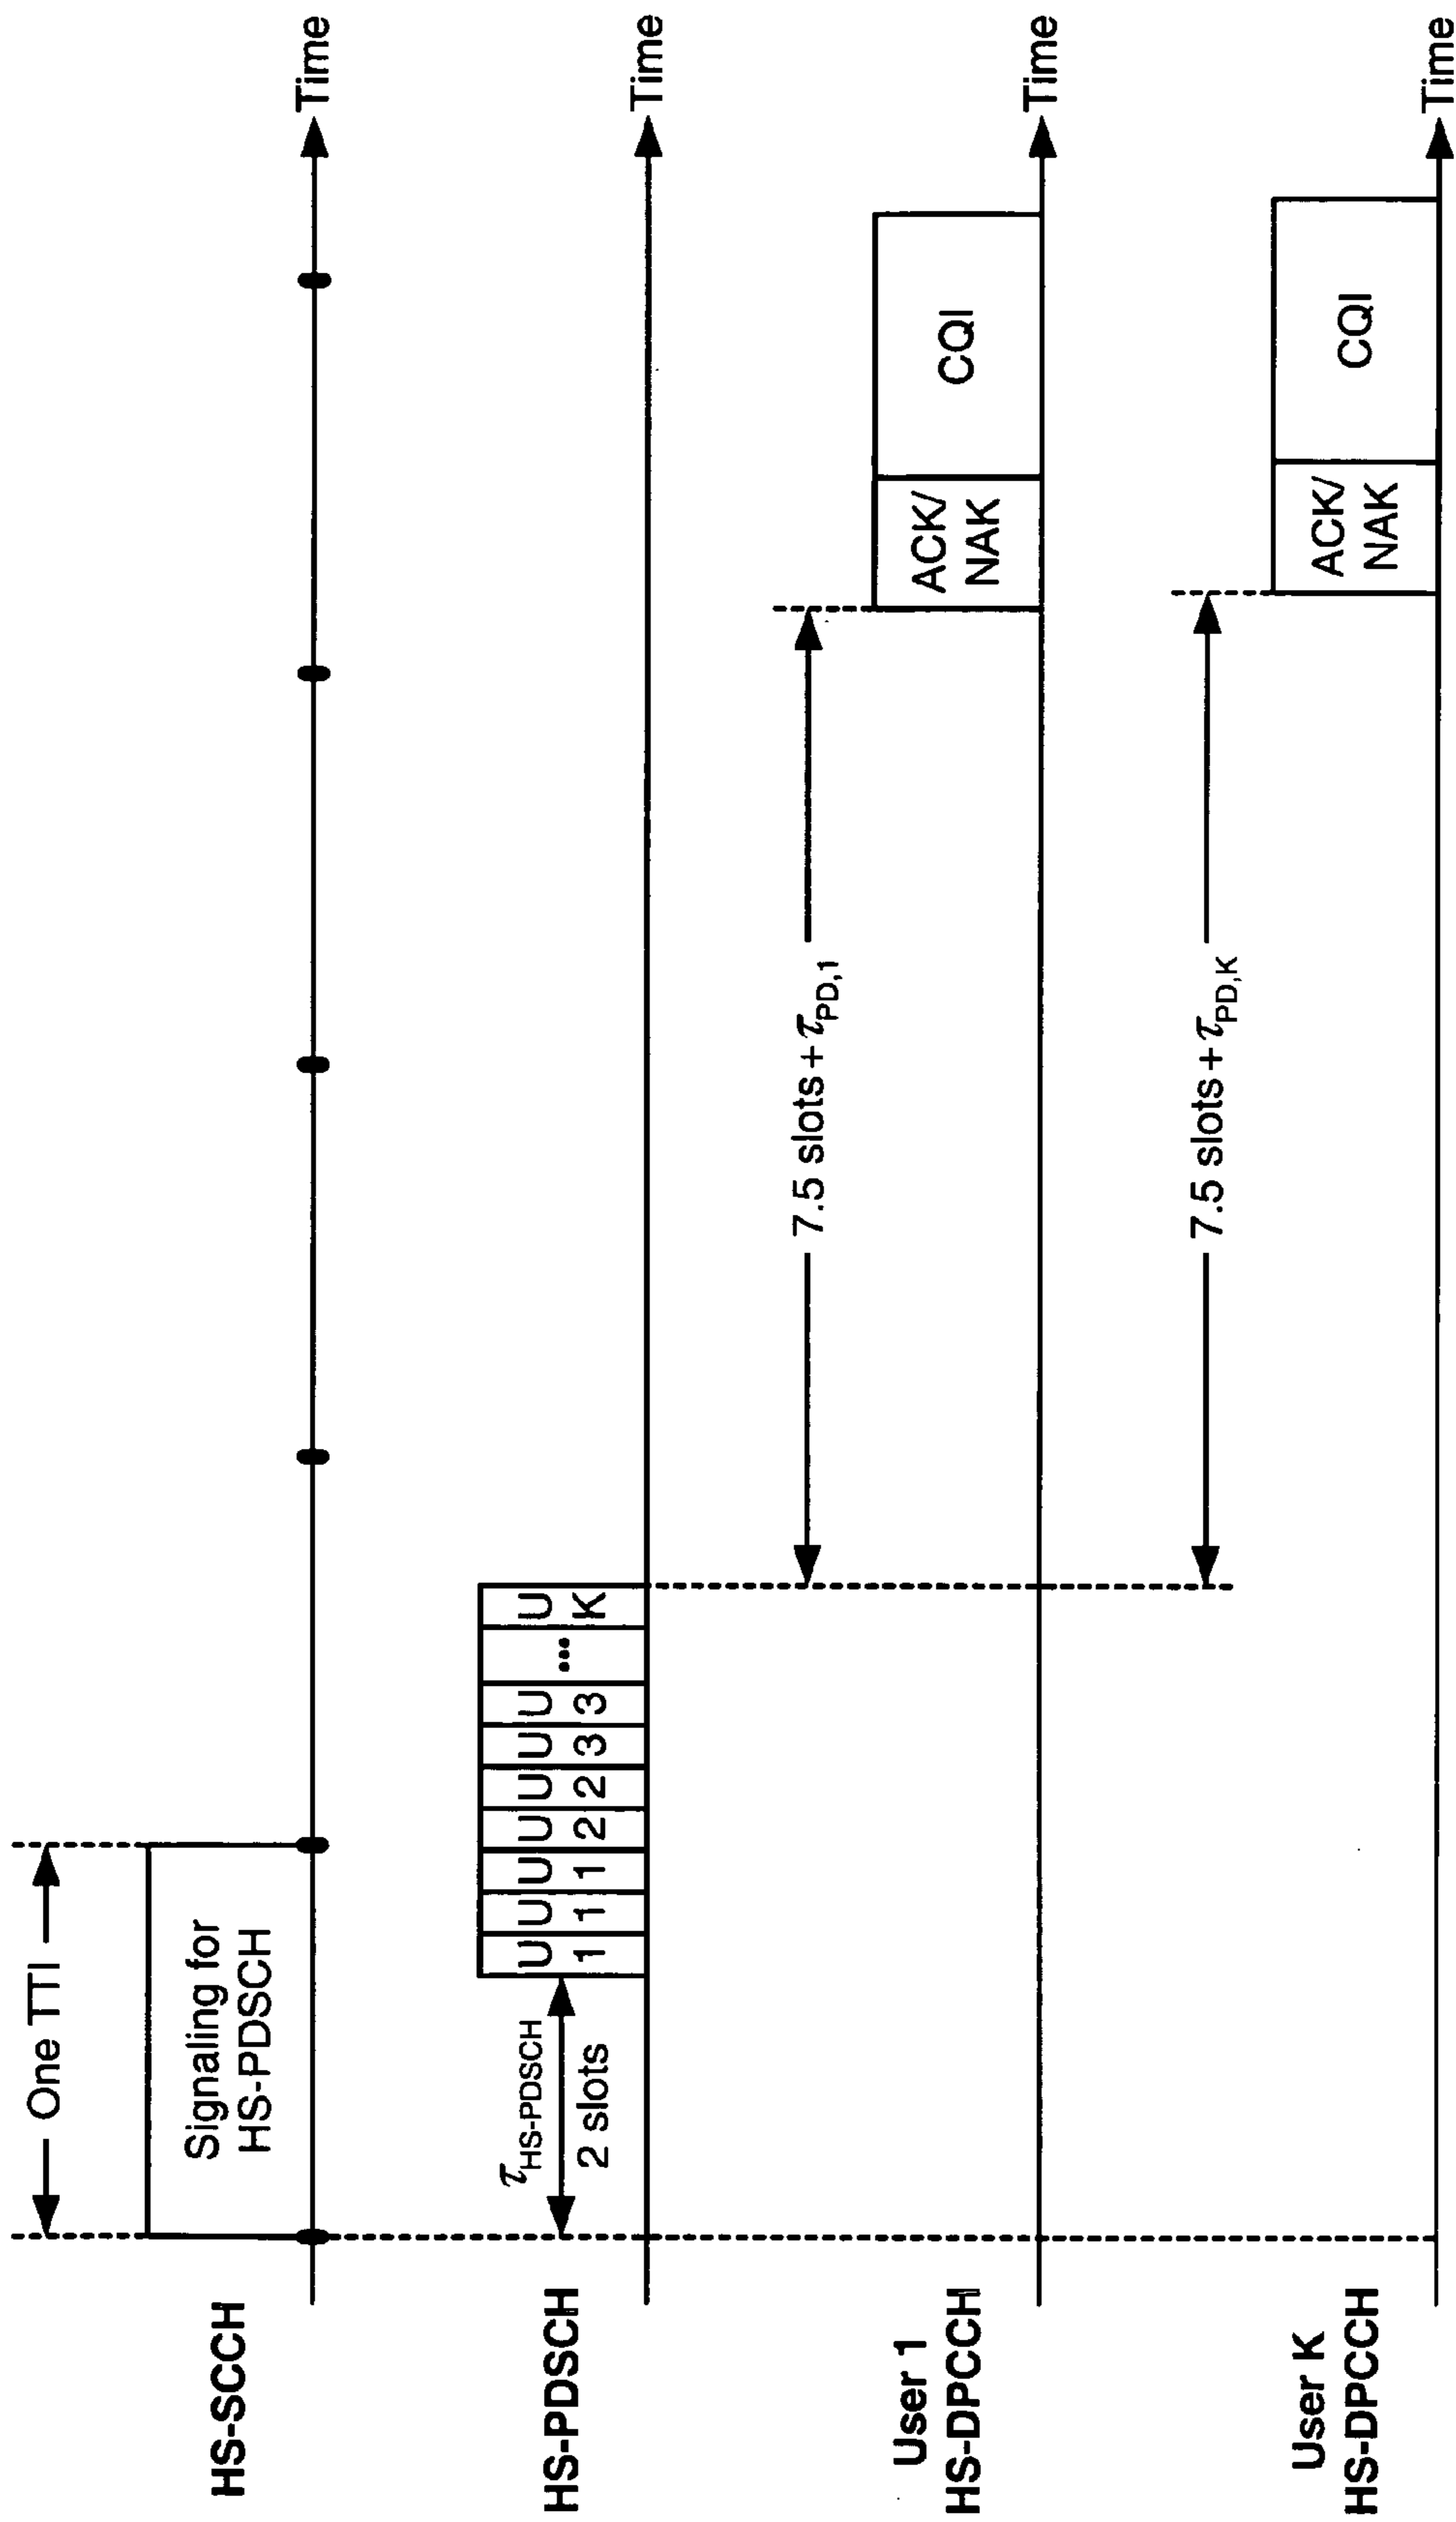 One TTI
HS-SCCH
Signaling for
HS-PDSCH
Time
HS-PDSCH
τHS-PDSCH
2 slots
U 1
U 1
U 1
U 2
U 2
U 3
U 3
...
U K
Time
User 1
HS-DPCCH
7.5 slots + τPD,1
ACK/
NAK
CQI
Time
User K
HS-DPCCH
7.5 slots + τPD,K
ACK/
NAK
CQI
Time